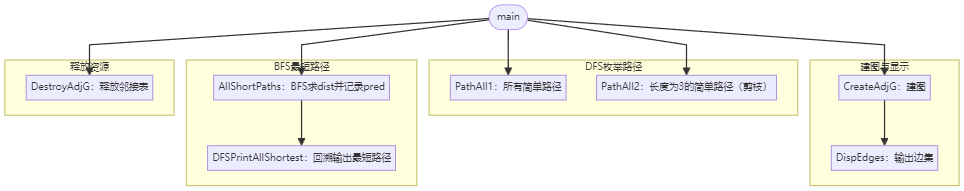 main
释放资源
BFS最短路径
DFS枚举路径
建图与显示
DestroyAdjG：释放邻接表
AllShortPaths：BFS求dist并记录pred
PathAll1：所有简单路径
PathAll2：长度为3的简单路径（剪枝）
CreateAdjG：建图
DFSPrintAllShortest：回溯输出最短路径
DispEdges：输出边集